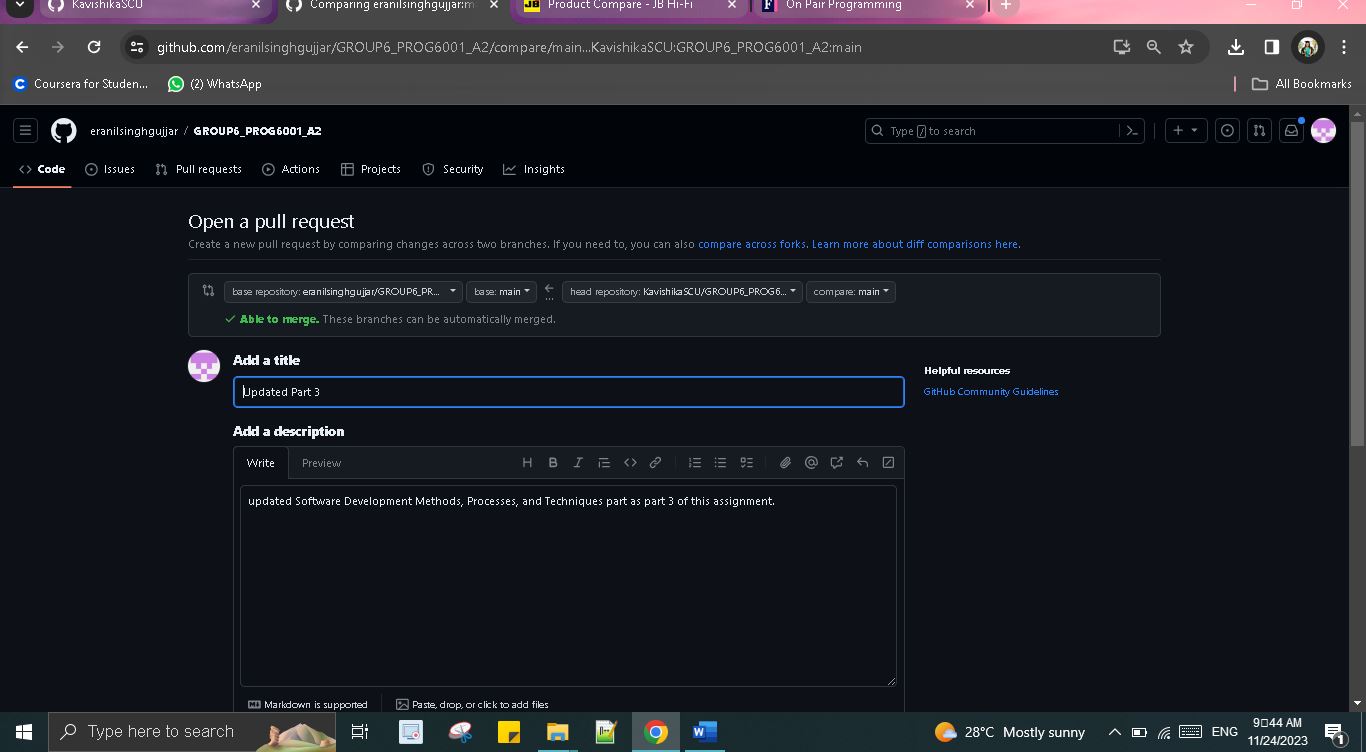 KavishikaSCU
Comparing eranilsinghgujjar:m
JB Product Compare - JB Hi-Fi
F On Pair Programming
github.com/eranilsinghgujjar/GROUP6_PROG6001_A2/compare/main...KavishikaSCU:GROUP6_PROG6001_A2:main
C Coursera for Studen...
(2) WhatsApp
All Bookmarks
eranilsinghgujjar / GROUP6_PROG6001_A2
Type / to search
Code Issues Pull requests Actions Projects Security Insights
Open a pull request
Create a new pull request by comparing changes across two branches. If you need to, you can also compare across forks. Learn more about diff comparisons here.
base repository: eranilsinghgujjar/GROUP6_PR... base: main head repository: KavishikaSCU/GROUP6_PROG6... compare: main
Able to merge. These branches can be automatically merged.
Add a title
Updated Part 3
Helpful resources
GitHub Community Guidelines
Add a description
Write Preview H B I
updated Software Development Methods, Processes, and Techniques part as part 3 of this assignment.
Markdown is supported
Paste, drop, or click to add files
Type here to search
28°C Mostly sunny
ENG
9:44 AM
11/24/2023
1